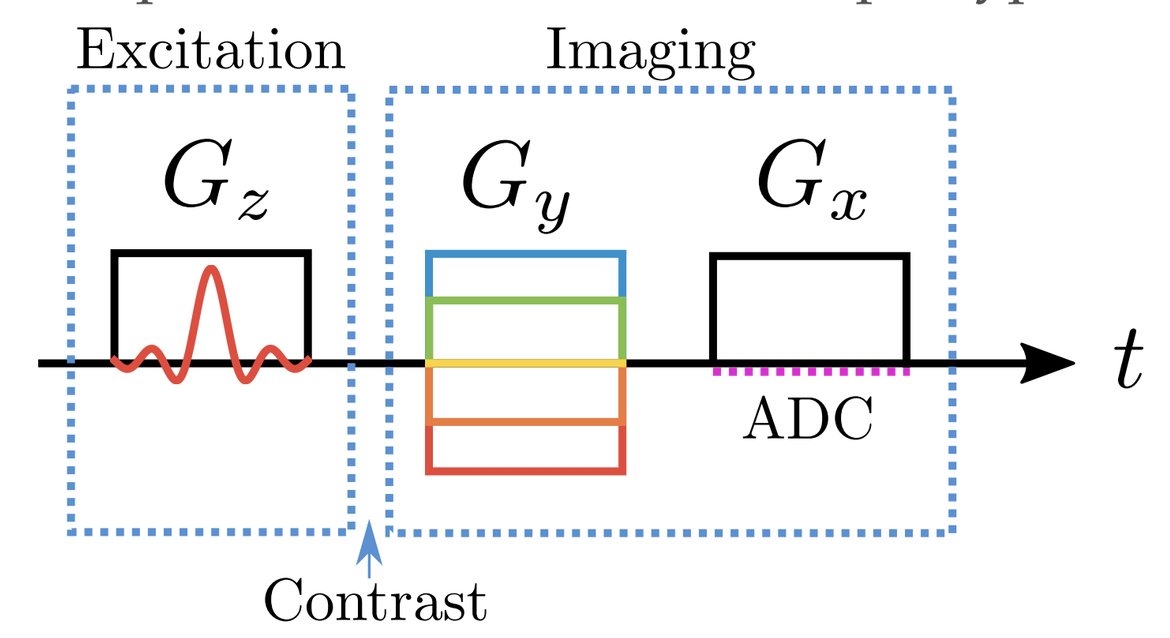 Excitation
Imaging
G_z
G_y
G_x
t
ADC
Contrast